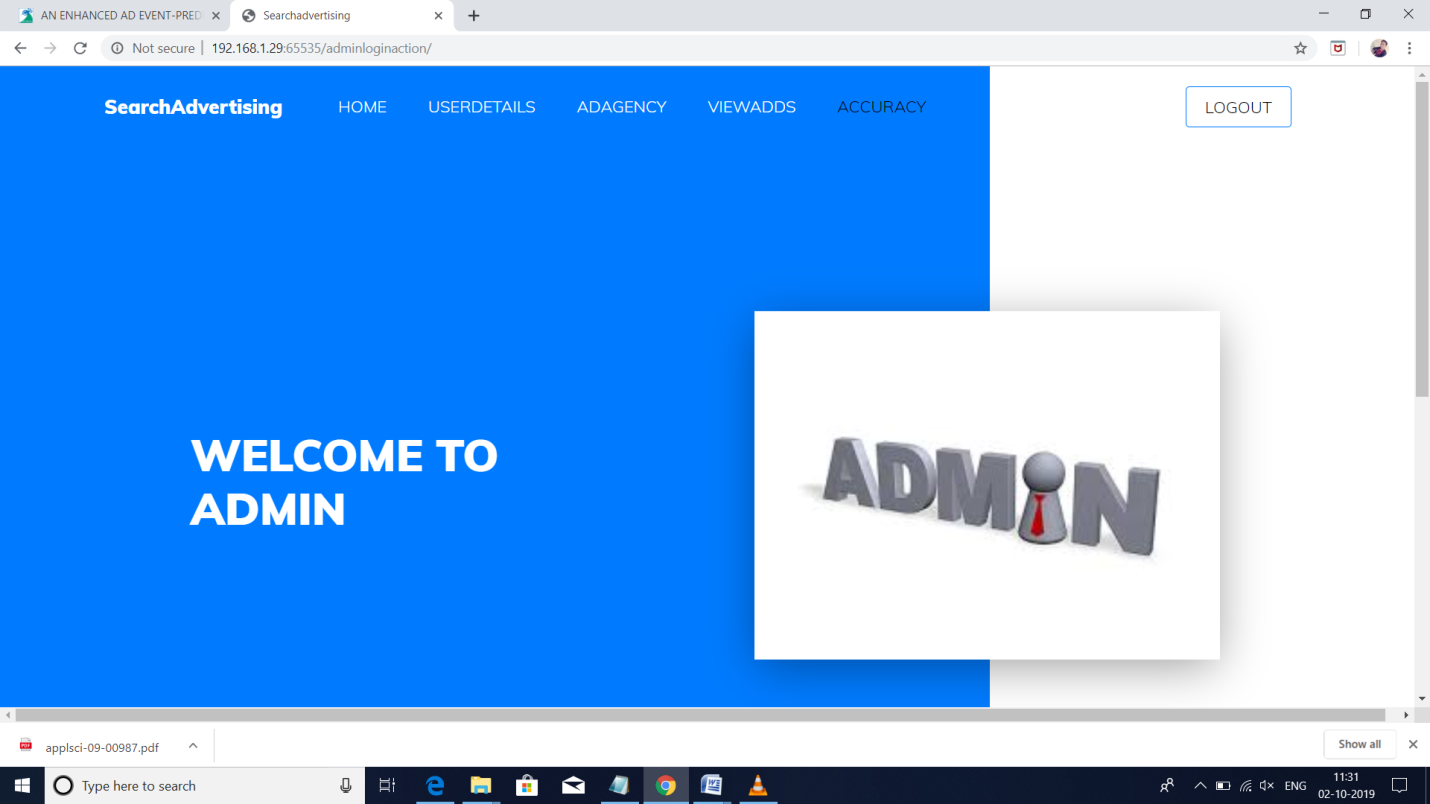 AN ENHANCED AD EVENT-PRED
Searchadvertising
Not secure 192.168.1.29:65535/adminloginaction/
SearchAdvertising HOME USERDETAILS ADAGENCY VIEWADDS ACCURACY LOGOUT
WELCOME TO
ADMIN
ADMIN
applsci-09-00987.pdf
Show all
Type here to search
ENG
11:31
02-10-2019